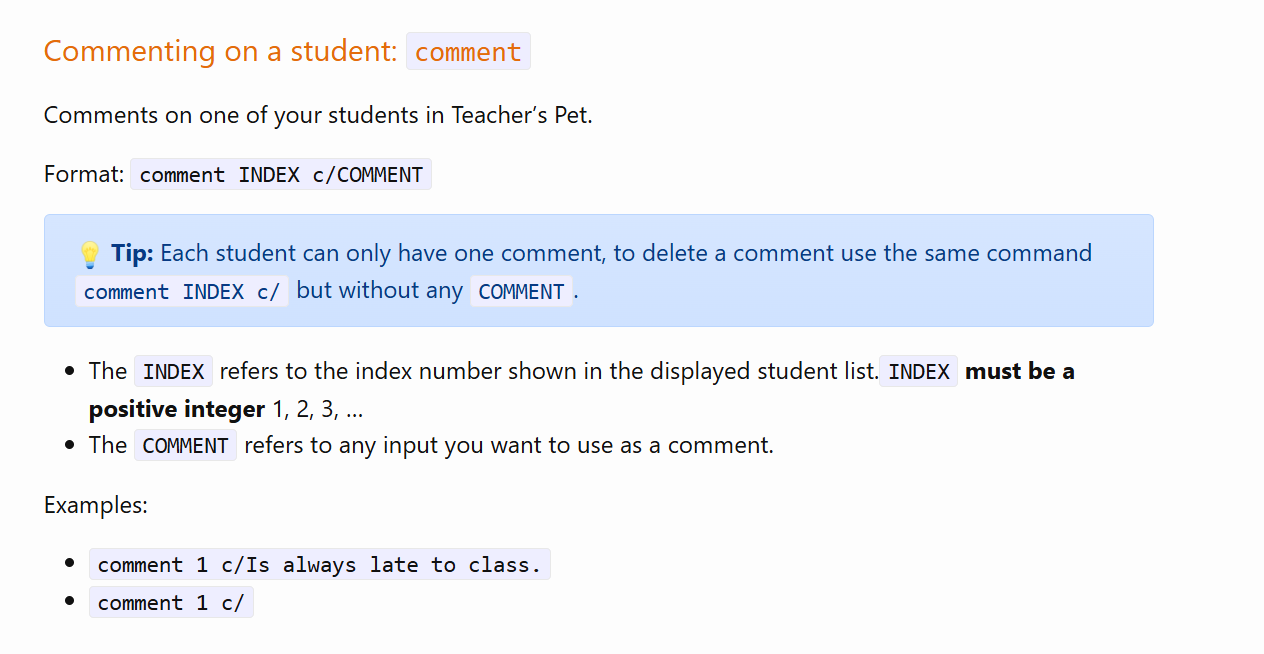 Commenting on a student: comment
Comments on one of your students in Teacher’s Pet.
Format: comment INDEX c/COMMENT
💡 Tip: Each student can only have one comment, to delete a comment use the same command
comment INDEX c/ but without any COMMENT.
• The INDEX refers to the index number shown in the displayed student list. INDEX must be a
positive integer 1, 2, 3, …
• The COMMENT refers to any input you want to use as a comment.
Examples:
• comment 1 c/Is always late to class.
• comment 1 c/